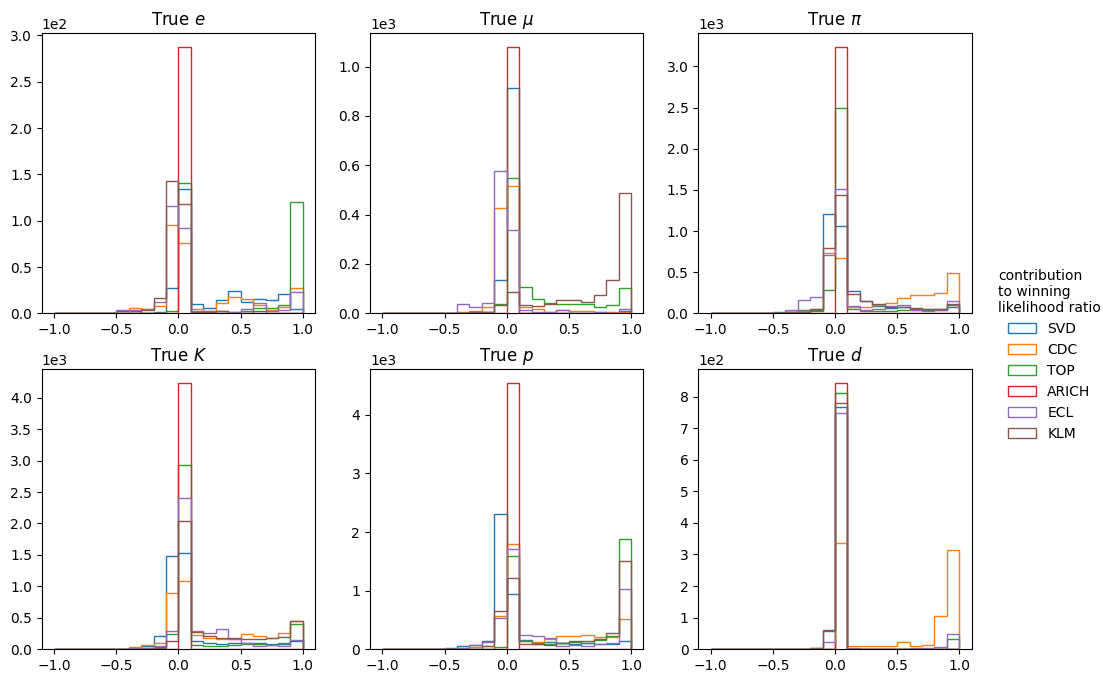 True e
1e2
3.0
2.5
2.0
1.5
1.0
0.5
0.0
−1.0 −0.5 0.0 0.5 1.0
True μ
1e3
1.0
0.8
0.6
0.4
0.2
0.0
−1.0 −0.5 0.0 0.5 1.0
True π
1e3
3.0
2.5
2.0
1.5
1.0
0.5
0.0
−1.0 −0.5 0.0 0.5 1.0
True K
1e3
4.0
3.5
3.0
2.5
2.0
1.5
1.0
0.5
0.0
−1.0 −0.5 0.0 0.5 1.0
True p
1e3
4
3
2
1
0
−1.0 −0.5 0.0 0.5 1.0
True d
1e2
8
7
6
5
4
3
2
1
0
−1.0 −0.5 0.0 0.5 1.0
contribution
to winning
likelihood ratio
SVD
CDC
TOP
ARICH
ECL
KLM